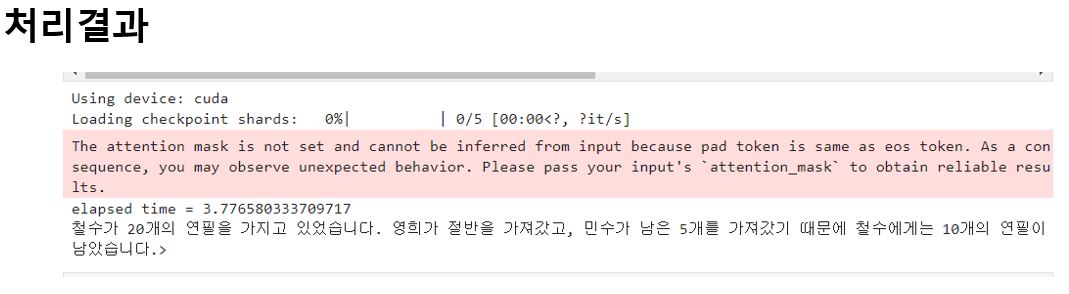 처리결과
Using device: cuda
Loading checkpoint shards:   0%|          | 0/5 [00:00<?, ?it/s]
The attention mask is not set and cannot be inferred from input because pad token is same as eos token. As a con
sequence, you may observe unexpected behavior. Please pass your input's `attention_mask` to obtain reliable resu
lts.
elapsed time = 3.776580333709717
철수가 20개의 연필을 가지고 있었습니다. 영희가 절반을 가져갔고, 민수가 남은 5개를 가져갔기 때문에 철수에게는 10개의 연필이
남았습니다.>